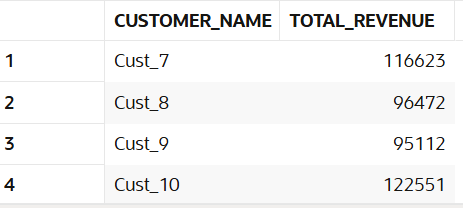 CUSTOMER_NAME TOTAL_REVENUE
1 Cust_7 116623
2 Cust_8 96472
3 Cust_9 95112
4 Cust_10 122551